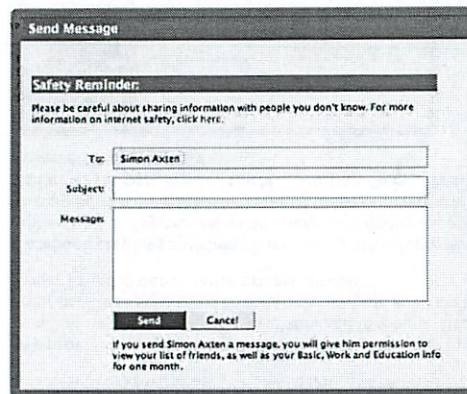 Send Message
Safety Reminder:
Please be careful about sharing information with people you don't know. For more
information on internet safety, click here.
To: Simon Axten
Subject:
Message:
Send Cancel
If you send Simon Axten a message, you will give him permission to
view your list of friends, as well as your Basic, Work and Education info
for one month.